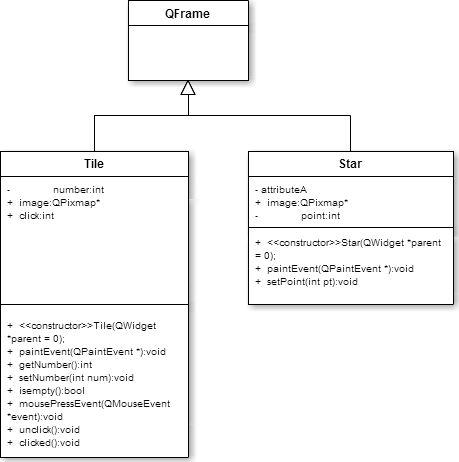 QFrame
Tile
- number:int
+ image:QPixmap*
+ click:int
+ <<constructor>>Tile(QWidget
*parent = 0);
+ paintEvent(QPaintEvent *):void
+ getNumber():int
+ setNumber(int num):void
+ isempty():bool
+ mousePressEvent(QMouseEvent
*event):void
+ unclick():void
+ clicked():void
Star
- attributeA
+ image:QPixmap*
- point:int
+ <<constructor>>Star(QWidget *parent
= 0);
+ paintEvent(QPaintEvent *):void
+ setPoint(int pt):void